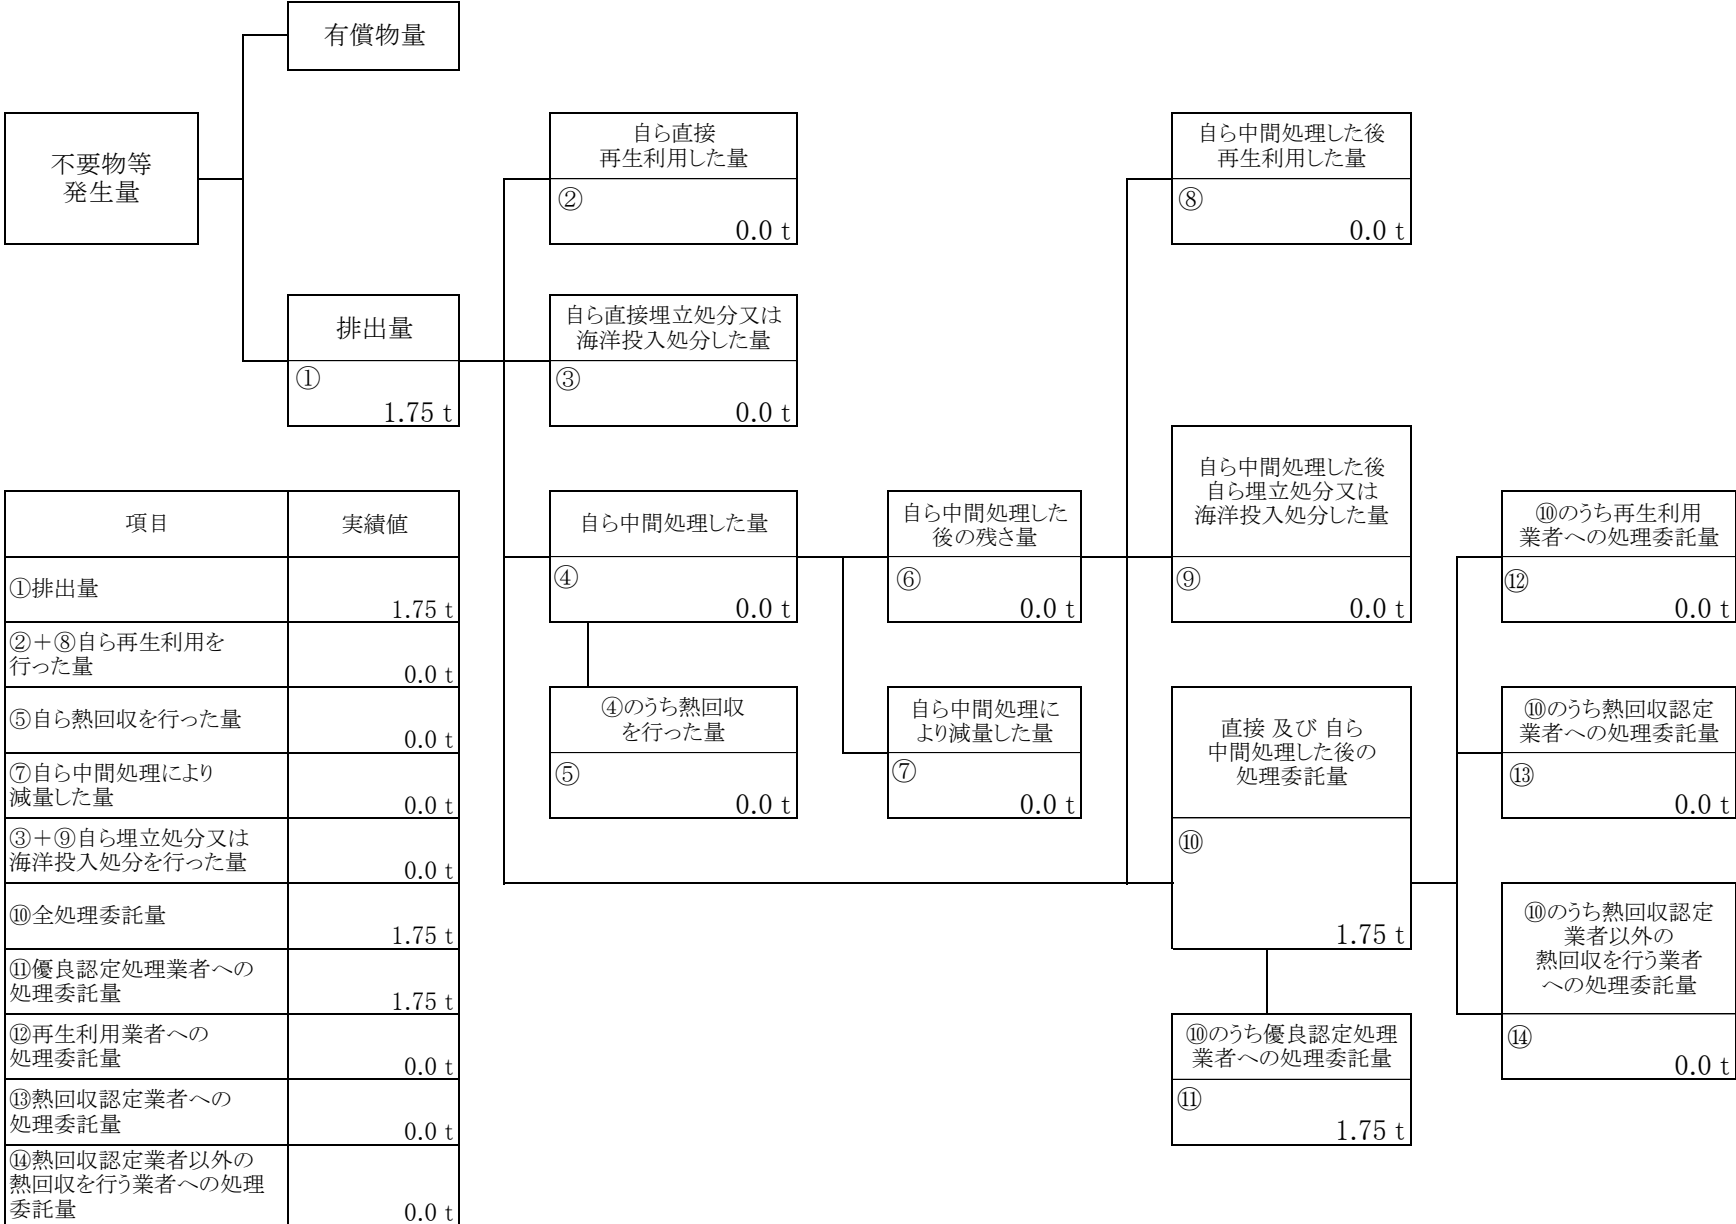 有償物量
不要物等
発生量
自ら直接
再生利用した量
②
0.0 t
自ら中間処理した後
再生利用した量
⑧
0.0 t
排出量
①
1.75 t
自ら直接埋立処分又は
海洋投入処分した量
③
0.0 t
自ら中間処理した量
④
0.0 t
自ら中間処理した
後の残さ量
⑥
0.0 t
自ら中間処理した後
自ら埋立処分又は
海洋投入処分した量
⑨
0.0 t
⑩のうち再生利用
業者への処理委託量
⑫
0.0 t
④のうち熱回収
を行った量
⑤
0.0 t
自ら中間処理に
より減量した量
⑦
0.0 t
直接 及び 自ら
中間処理した後の
処理委託量
⑩
1.75 t
⑩のうち熱回収認定
業者への処理委託量
⑬
0.0 t
⑩のうち熱回収認定
業者以外の
熱回収を行う業者
への処理委託量
⑭
0.0 t
⑩のうち優良認定処理
業者への処理委託量
⑪
1.75 t
項目 実績値
①排出量
1.75 t
②＋⑧自ら再生利用を
行った量
0.0 t
⑤自ら熱回収を行った量
0.0 t
⑦自ら中間処理により
減量した量
0.0 t
③＋⑨自ら埋立処分又は
海洋投入処分を行った量
0.0 t
⑩全処理委託量
1.75 t
⑪優良認定処理業者への
処理委託量
1.75 t
⑫再生利用業者への
処理委託量
0.0 t
⑬熱回収認定業者への
処理委託量
0.0 t
⑭熱回収認定業者以外の
熱回収を行う業者への処理
委託量
0.0 t